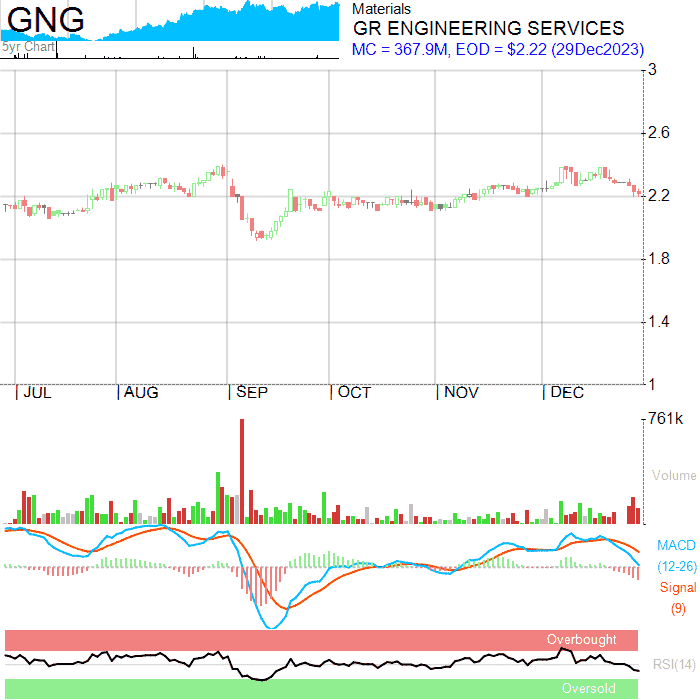 GNG
5yr Chart
Materials
GR ENGINEERING SERVICES
MC = 367.9M, EOD = $2.22 (29Dec2023)
3
2.6
2.2
1.8
1.4
1
JUL AUG SEP OCT NOV DEC
761k
Volume
MACD
(12-26)
Signal
(9)
Overbought
RSI(14)
Oversold